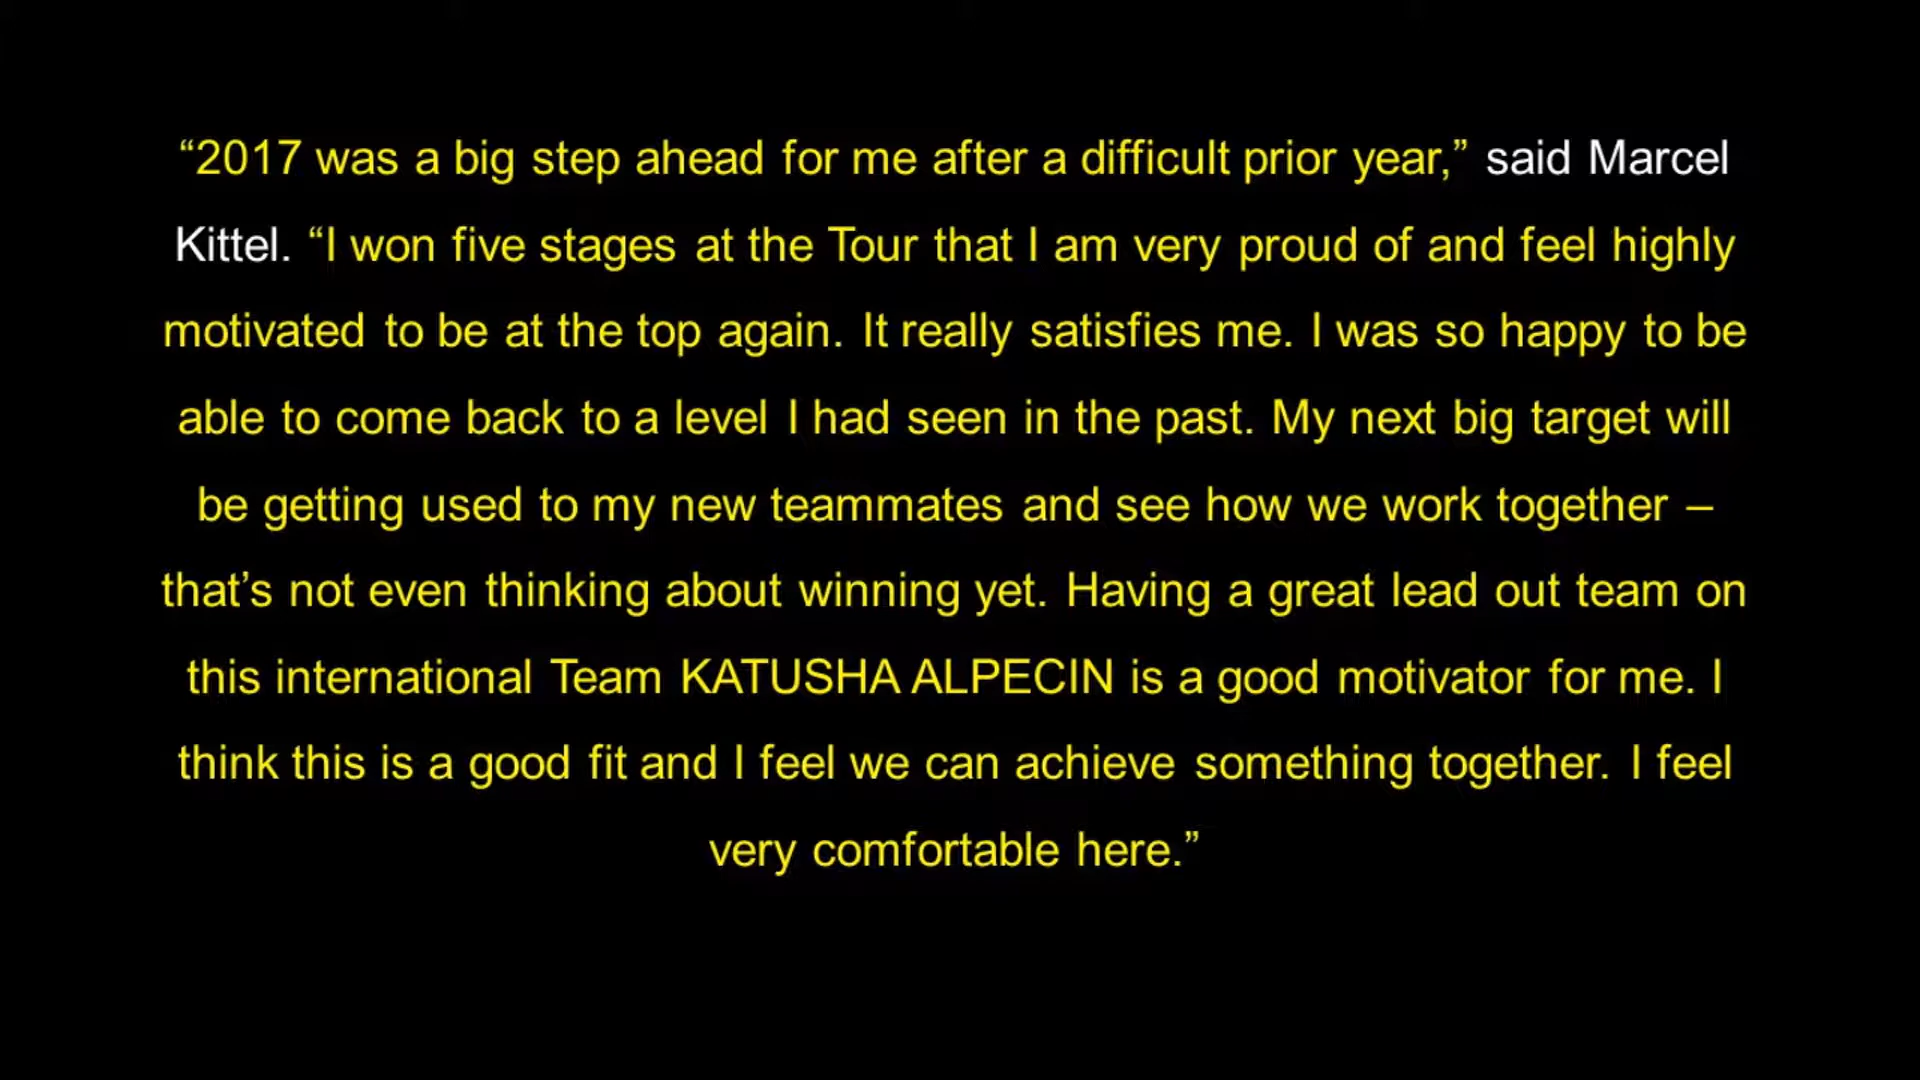 “2017 was a big step ahead for me after a difficult prior year,” said Marcel
Kittel. “I won five stages at the Tour that I am very proud of and feel highly
motivated to be at the top again. It really satisfies me. I was so happy to be
able to come back to a level I had seen in the past. My next big target will
be getting used to my new teammates and see how we work together –
that’s not even thinking about winning yet. Having a great lead out team on
this international Team KATUSHA ALPECIN is a good motivator for me. I
think this is a good fit and I feel we can achieve something together. I feel
very comfortable here.”